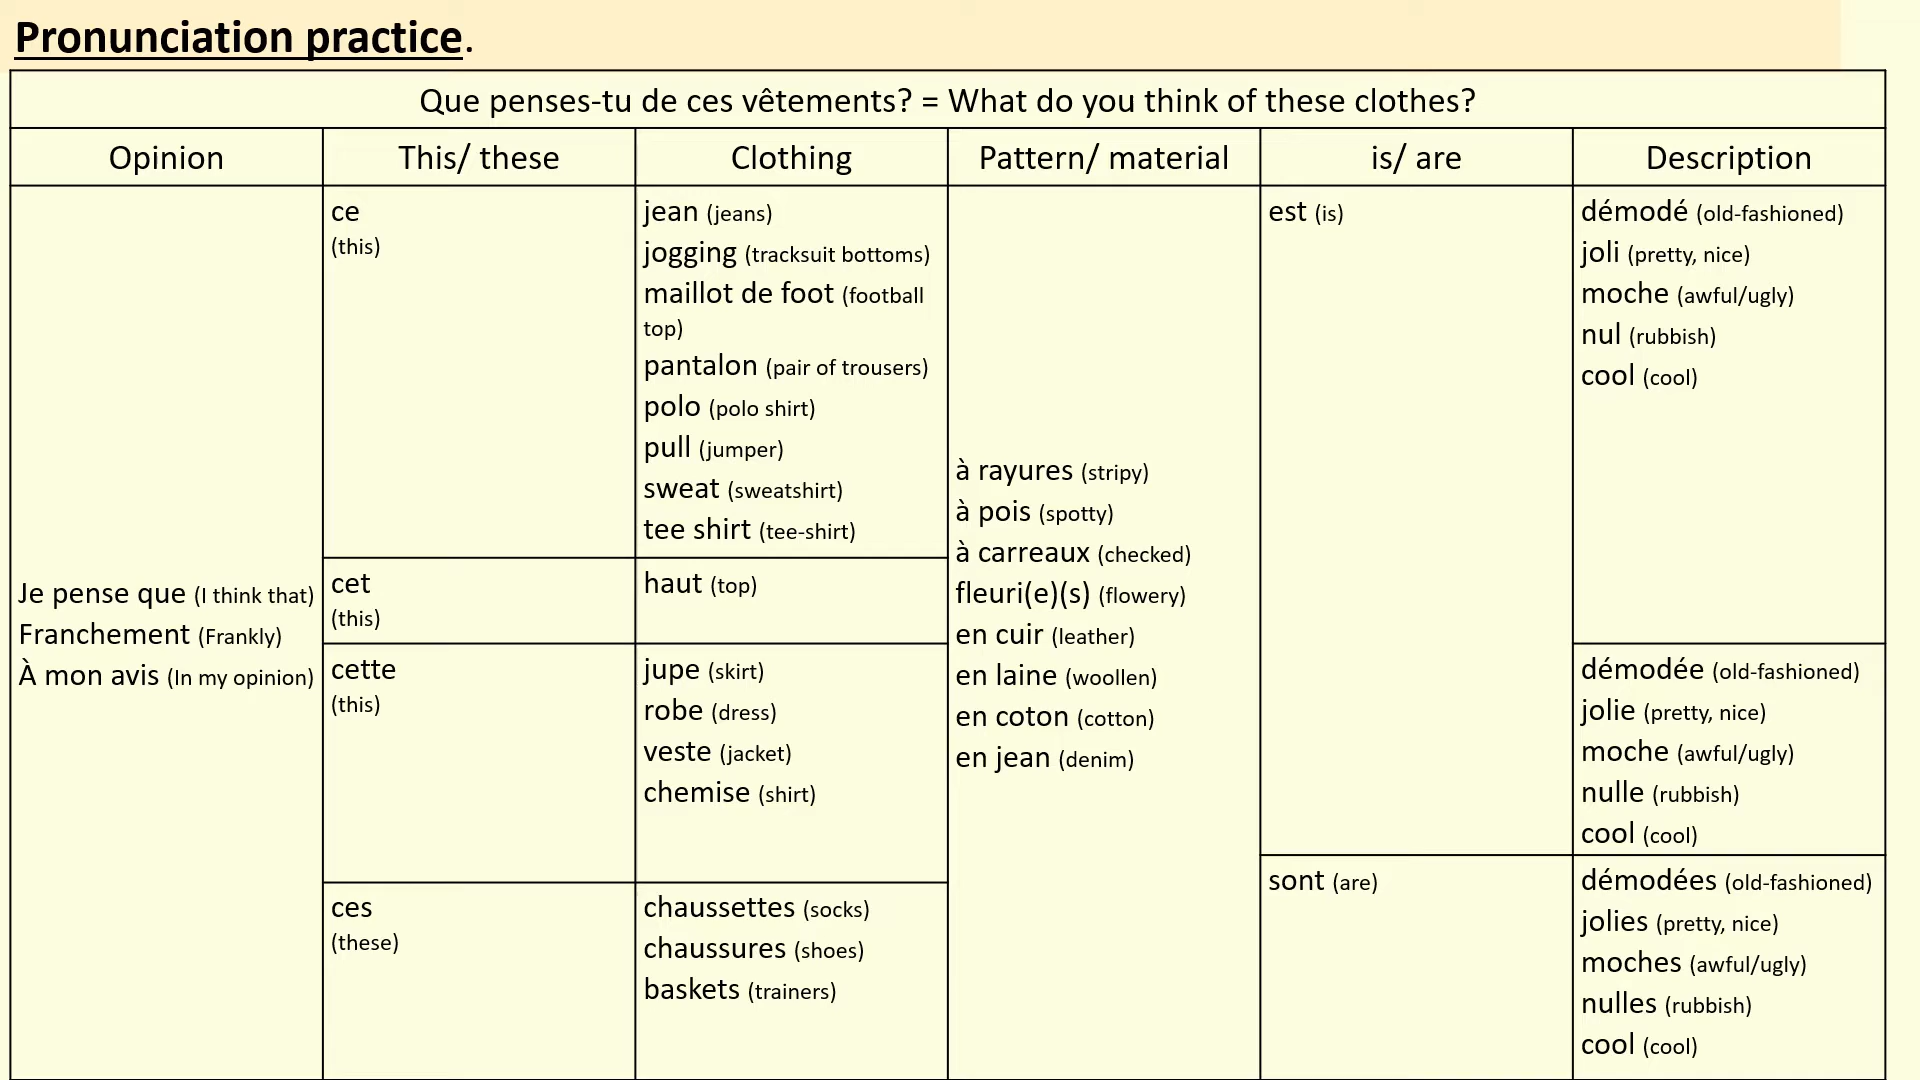 Pronunciation practice.
Que penses-tu de ces vêtements? = What do you think of these clothes?
Opinion
This/ these
Clothing
Pattern/ material
is/ are
Description
Je pense que (I think that)
Franchement (Frankly)
À mon avis (In my opinion)
ce
(this)
jean (jeans)
jogging (tracksuit bottoms)
maillot de foot (football
top)
pantalon (pair of trousers)
polo (polo shirt)
pull (jumper)
sweat (sweatshirt)
tee shirt (tee-shirt)
cet
(this)
haut (top)
cette
(this)
jupe (skirt)
robe (dress)
veste (jacket)
chemise (shirt)
ces
(these)
chaussettes (socks)
chaussures (shoes)
baskets (trainers)
à rayures (stripy)
à pois (spotty)
à carreaux (checked)
fleuri(e)(s) (flowery)
en cuir (leather)
en laine (woollen)
en coton (cotton)
en jean (denim)
est (is)
sont (are)
démodé (old-fashioned)
joli (pretty, nice)
moche (awful/ugly)
nul (rubbish)
cool (cool)
démodée (old-fashioned)
jolie (pretty, nice)
moche (awful/ugly)
nulle (rubbish)
cool (cool)
démodées (old-fashioned)
jolies (pretty, nice)
moches (awful/ugly)
nulles (rubbish)
cool (cool)